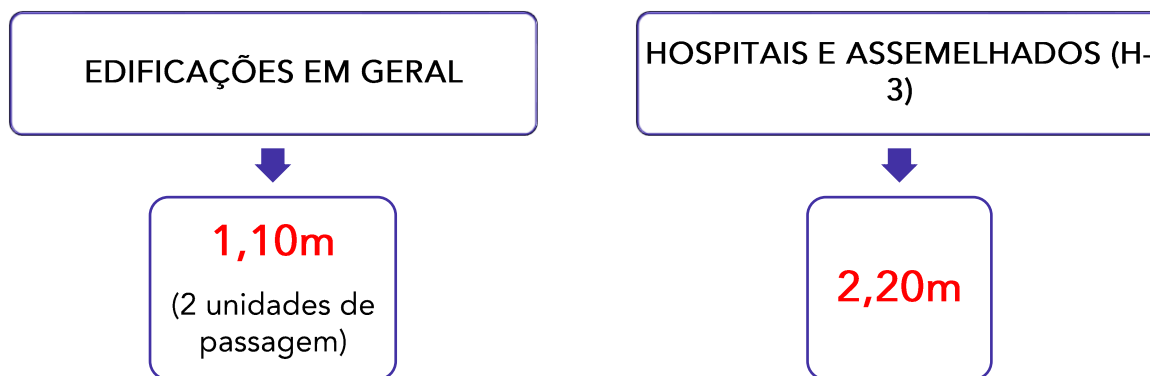 EDIFICAÇÕES EM GERAL
1,10m
(2 unidades de
passagem)
HOSPITAIS E ASSEMELHADOS (H-
3)
2,20m